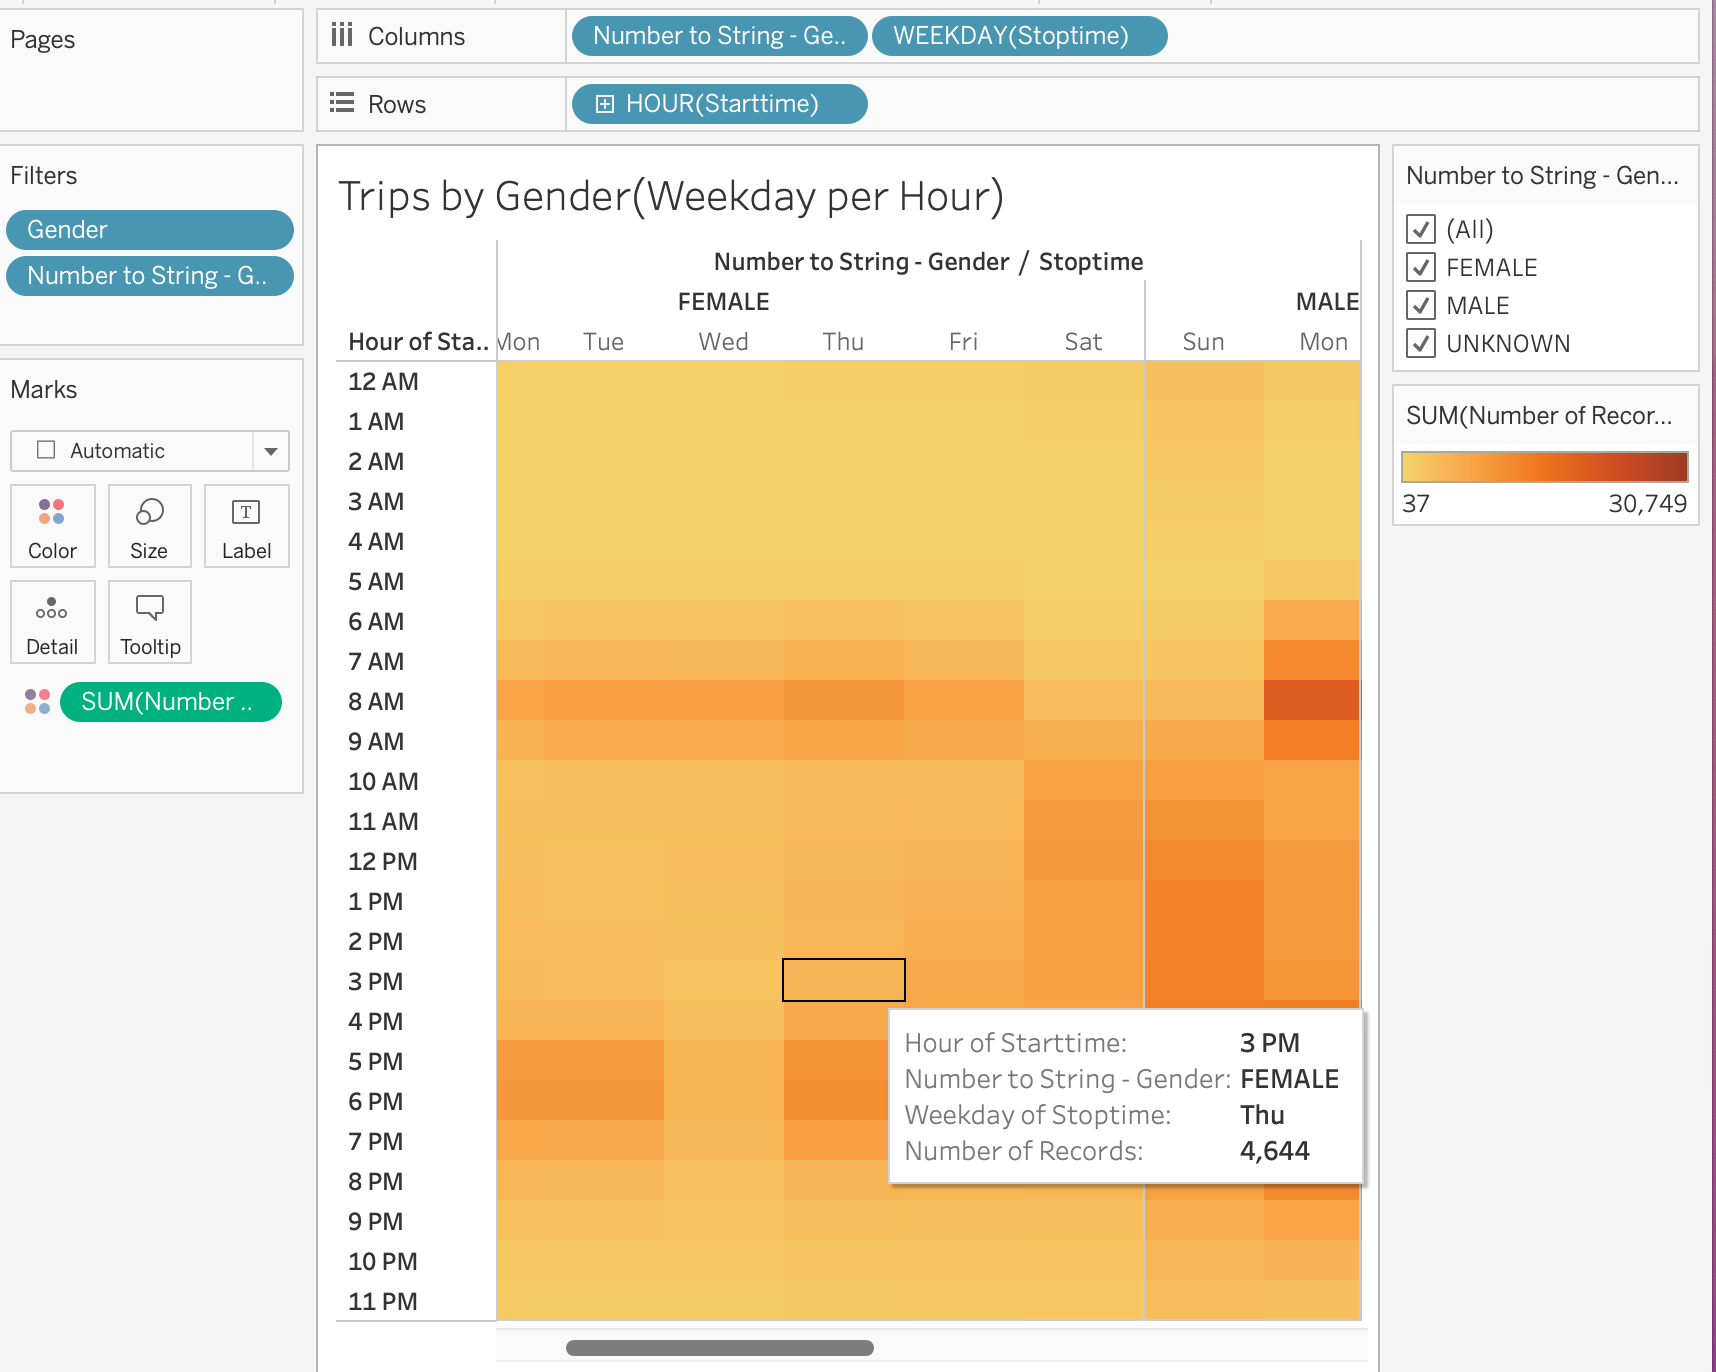 Pages
Columns
Number to String - Ge..
WEEKDAY(Stoptime)
Rows
HOUR(Starttime)
Filters
Gender
Number to String - G..
Marks
Automatic
Color
Size
T
Label
Detail
Tooltip
SUM(Number ..
Trips by Gender(Weekday per Hour)
Number to String - Gender / Stoptime
FEMALE
MALE
Hour of Sta..
Mon
Tue
Wed
Thu
Fri
Sat
Sun
Mon
12 AM
1 AM
2 AM
3 AM
4 AM
5 AM
6 AM
7 AM
8 AM
9 AM
10 AM
11 AM
12 PM
1 PM
2 PM
3 PM
4 PM
5 PM
6 PM
7 PM
8 PM
9 PM
10 PM
11 PM
Hour of Starttime: 3 PM
Number to String - Gender: FEMALE
Weekday of Stoptime: Thu
Number of Records: 4,644
Number to String - Gen...
(All)
FEMALE
MALE
UNKNOWN
SUM(Number of Recor...
37
30,749